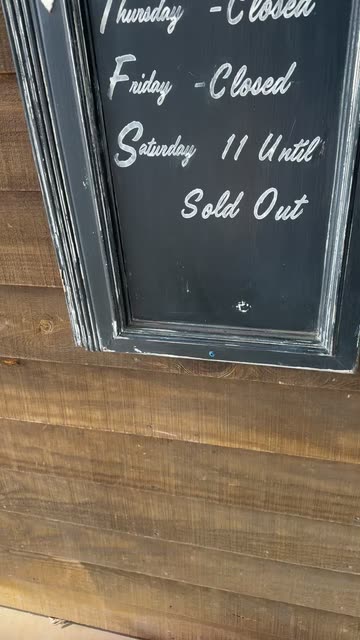 Thursday - Closed
Friday - Closed
Saturday 11 Until
Sold Out